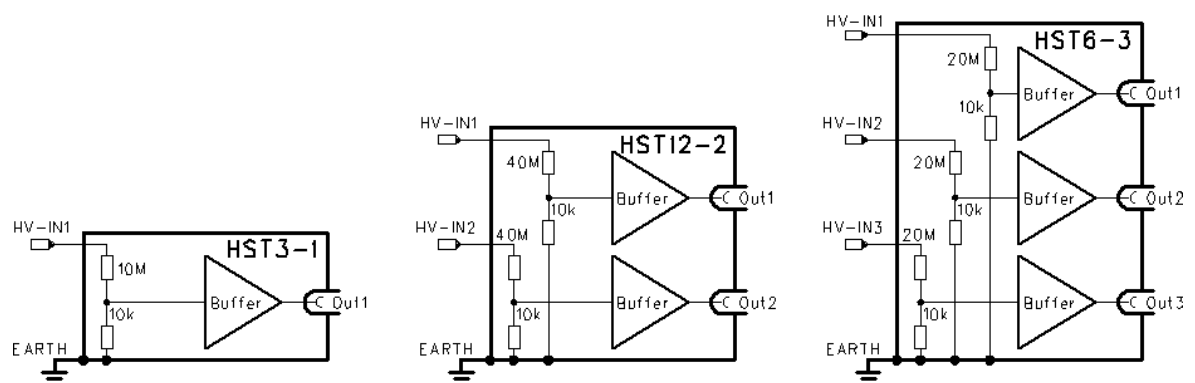 HV-IN1
HST3-1
10M
Buffer
Out1
10k
EARTH
HV-IN1
HST12-2
40M
Buffer
Out1
10k
HV-IN2
40M
Buffer
Out2
10k
EARTH
HV-IN1
HST6-3
20M
Buffer
Out1
10k
HV-IN2
20M
Buffer
Out2
10k
HV-IN3
20M
Buffer
Out3
10k
EARTH